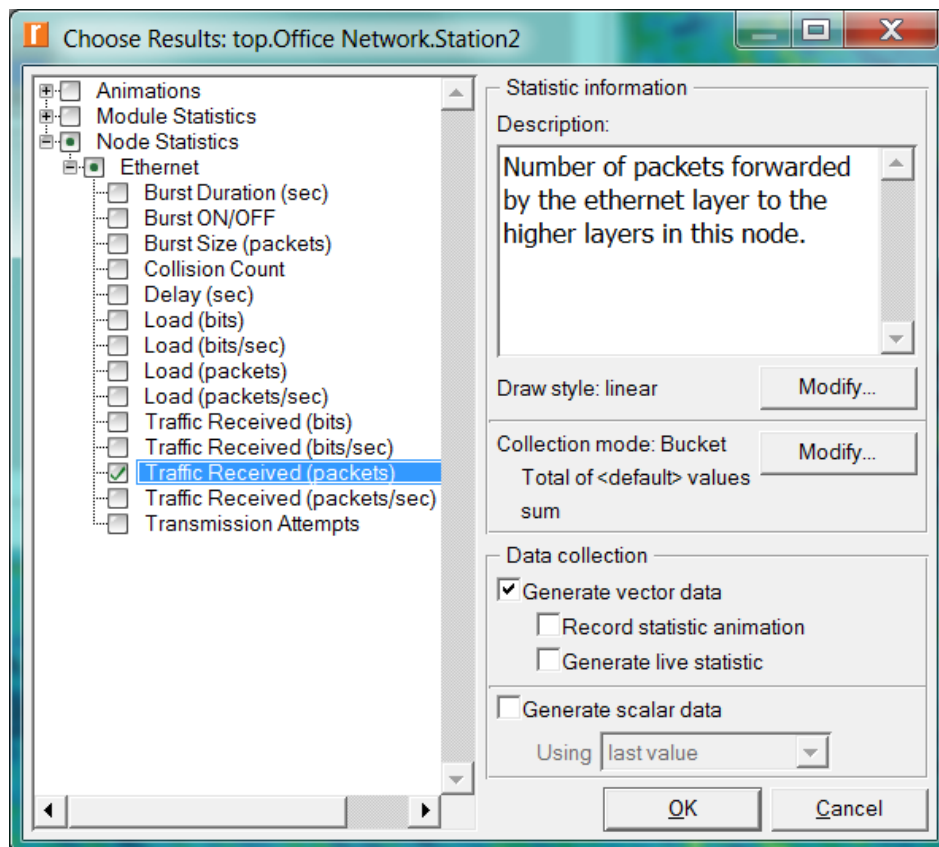 Choose Results: top.Office Network.Station2
Animations
Module Statistics
Node Statistics
Ethernet
Burst Duration (sec)
Burst ON/OFF
Burst Size (packets)
Collision Count
Delay (sec)
Load (bits)
Load (bits/sec)
Load (packets)
Load (packets/sec)
Traffic Received (bits)
Traffic Received (bits/sec)
Traffic Received (packets)
Traffic Received (packets/sec)
Transmission Attempts
Statistic information
Description:
Number of packets forwarded
by the ethernet layer to the
higher layers in this node.
Draw style: linear
Modify...
Collection mode: Bucket
Modify...
Total of <default> values
sum
Data collection
Generate vector data
Record statistic animation
Generate live statistic
Generate scalar data
Using last value
OK
Cancel